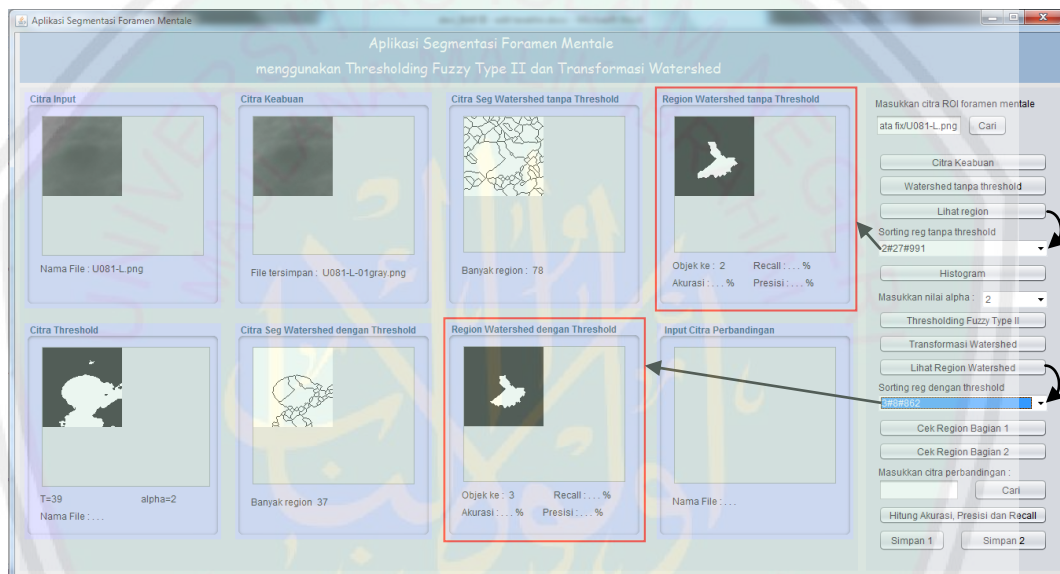 Aplikasi Segmentasi Foramen Mentale
Aplikasi Segmentasi Foramen Mentale
menggunakan Thresholding Fuzzy Type II dan Transformasi Watershed
Citra Input
Nama File : U081-L.png
Citra Keabuan
File tersimpan : U081-L-01gray.png
Citra Seg Watershed tanpa Threshold
Banyak region : 78
Region Watershed tanpa Threshold
Objek ke : 2 Recall : . . . %
Akurasi : . . . % Presisi : . . . %
Citra Threshold
T=39 alpha=2
Nama File : . . .
Citra Seg Watershed dengan Threshold
Banyak region 37
Region Watershed dengan Threshold
Objek ke : 3 Recall : . . . %
Akurasi : . . . % Presisi : . . . %
Input Citra Perbandingan
Nama File : . . .
Masukkan citra ROI foramen mentale
ata fix/U081-L.png Cari
Citra Keabuan
Watershed tanpa threshold
Lihat region
Sorting reg tanpa threshold
2#27#991
Histogram
Masukkan nilai alpha : 2
Thresholding Fuzzy Type II
Transformasi Watershed
Lihat Region Watershed
Sorting reg dengan threshold
3#8#862
Cek Region Bagian 1
Cek Region Bagian 2
Masukkan citra perbandingan :
Cari
Hitung Akurasi, Presisi dan Recall
Simpan 1 Simpan 2